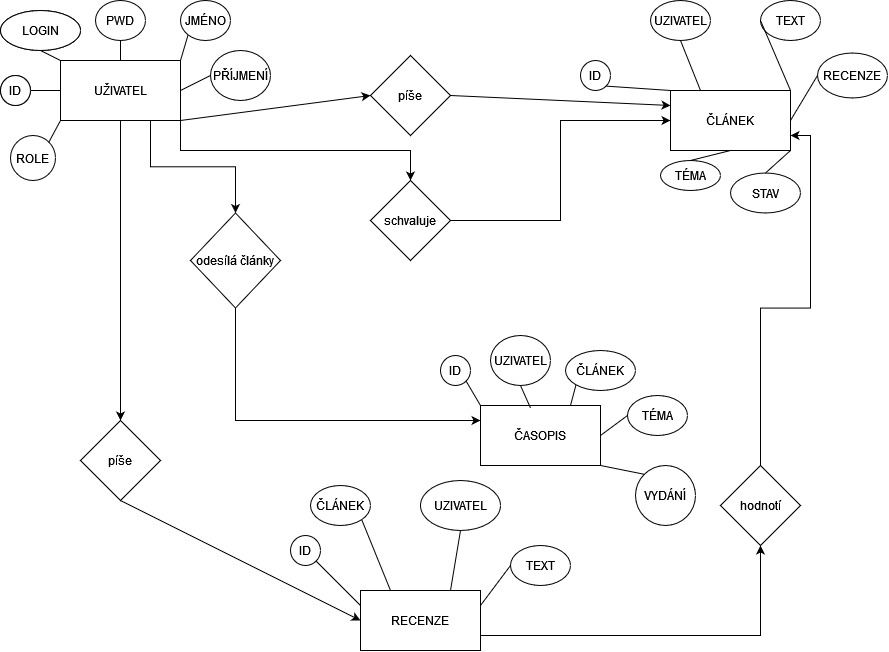 LOGIN
PWD
JMÉNO
PŘÍJMENÍ
ID
UŽIVATEL
ROLE
píše
schvaluje
odesílá články
UZIVATEL
TEXT
ID
RECENZE
ČLÁNEK
TÉMA
STAV
ID
UZIVATEL
ČLÁNEK
TÉMA
ČASOPIS
VYDÁNÍ
píše
hodnotí
ČLÁNEK
UZIVATEL
ID
TEXT
RECENZE